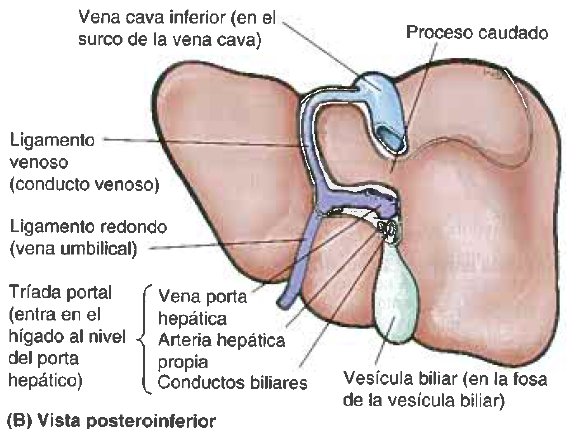 Vena cava inferior (en el
surco de la vena cava)
Proceso caudado
Ligamento
venoso
(conducto venoso)
Ligamento redondo
(vena umbilical)
Tríada portal
(entra en el
hígado al nivel
del porta
hepático)
Vena porta
hepática
Arteria hepática
propia
Conductos biliares
Vesícula biliar (en la fosa
de la vesícula biliar)
(B) Vista posteroinferior